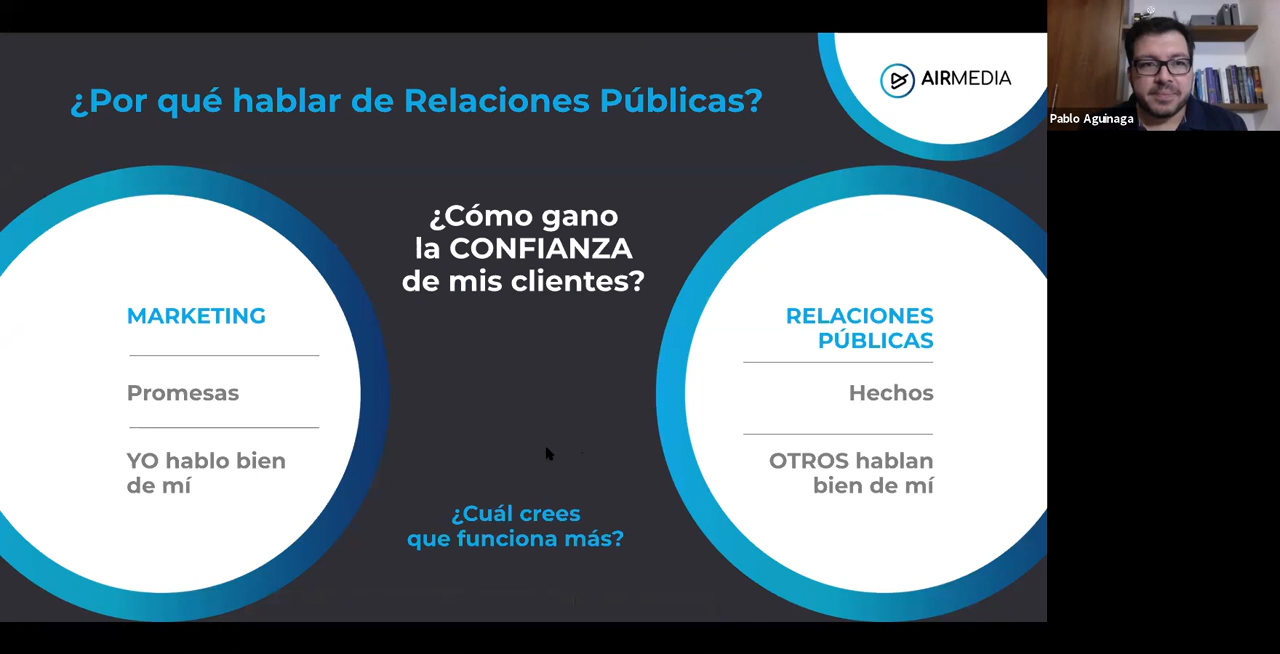 ¿Por qué hablar de Relaciones Públicas?
AIRMEDIA
Pablo Aguinaga
¿Cómo gano
la CONFIANZA
de mis clientes?
MARKETING
Promesas
YO hablo bien
de mí
RELACIONES
PÚBLICAS
Hechos
OTROS hablan
bien de mí
¿Cuál crees
que funciona más?